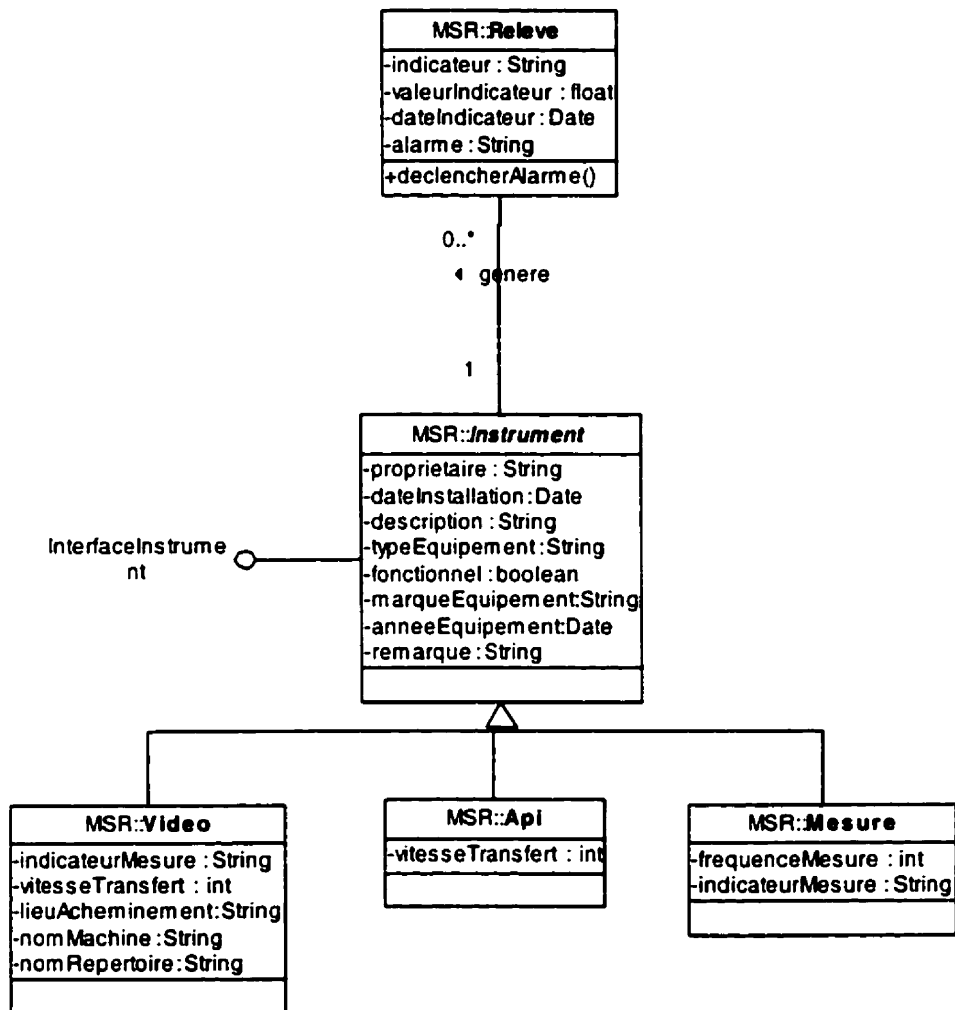 MSR::Releve
-indicateur : String
-valeurIndicateur : float
-dateIndicateur : Date
-alarme : String
+declencherAlarme()
0..*
◄ genere
1
MSR::Instrument
-proprietaire : String
-dateInstallation : Date
-description : String
-typeEquipement : String
-fonctionnel : boolean
-marqueEquipement:String
-anneeEquipement:Date
-remarque : String
InterfaceInstrume
nt
MSR::Video
-indicateurMesure : String
-vitesseTransfert : int
-lieuAcheminement:String
-nomMachine : String
-nomRepertoire : String
MSR::Api
-vitesseTransfert : int
MSR::Mesure
-frequenceMesure : int
-indicateurMesure : String